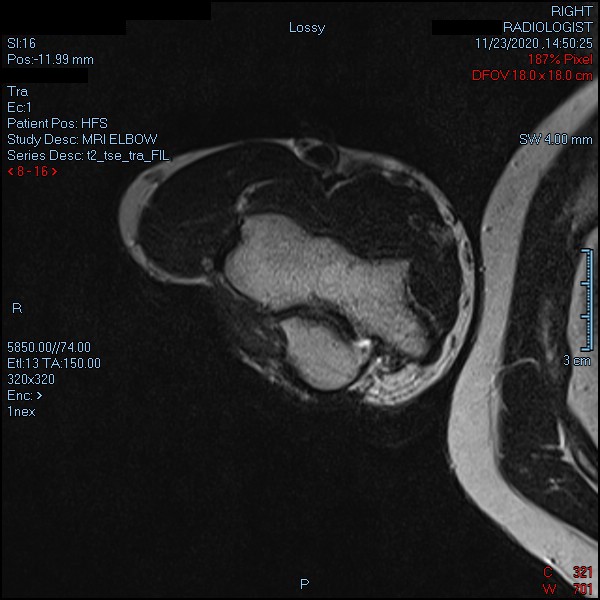 Lossy
RIGHT
RADIOLOGIST
11/23/2020 ,14:50:25
187% Pixel
DFOV 18.0 x 18.0 cm
SI:16
Pos:-11.99 mm
Tra
Ec:1
Patient Pos: HFS
Study Desc: MRI ELBOW
Series Desc: t2_tse_tra_FIL
< 8 - 16 >
SW 4.00 mm
R
5850.00//74.00
Etl:13 TA:150.00
320x320
Enc: >
1nex
3 cm
P
C 321
W 701